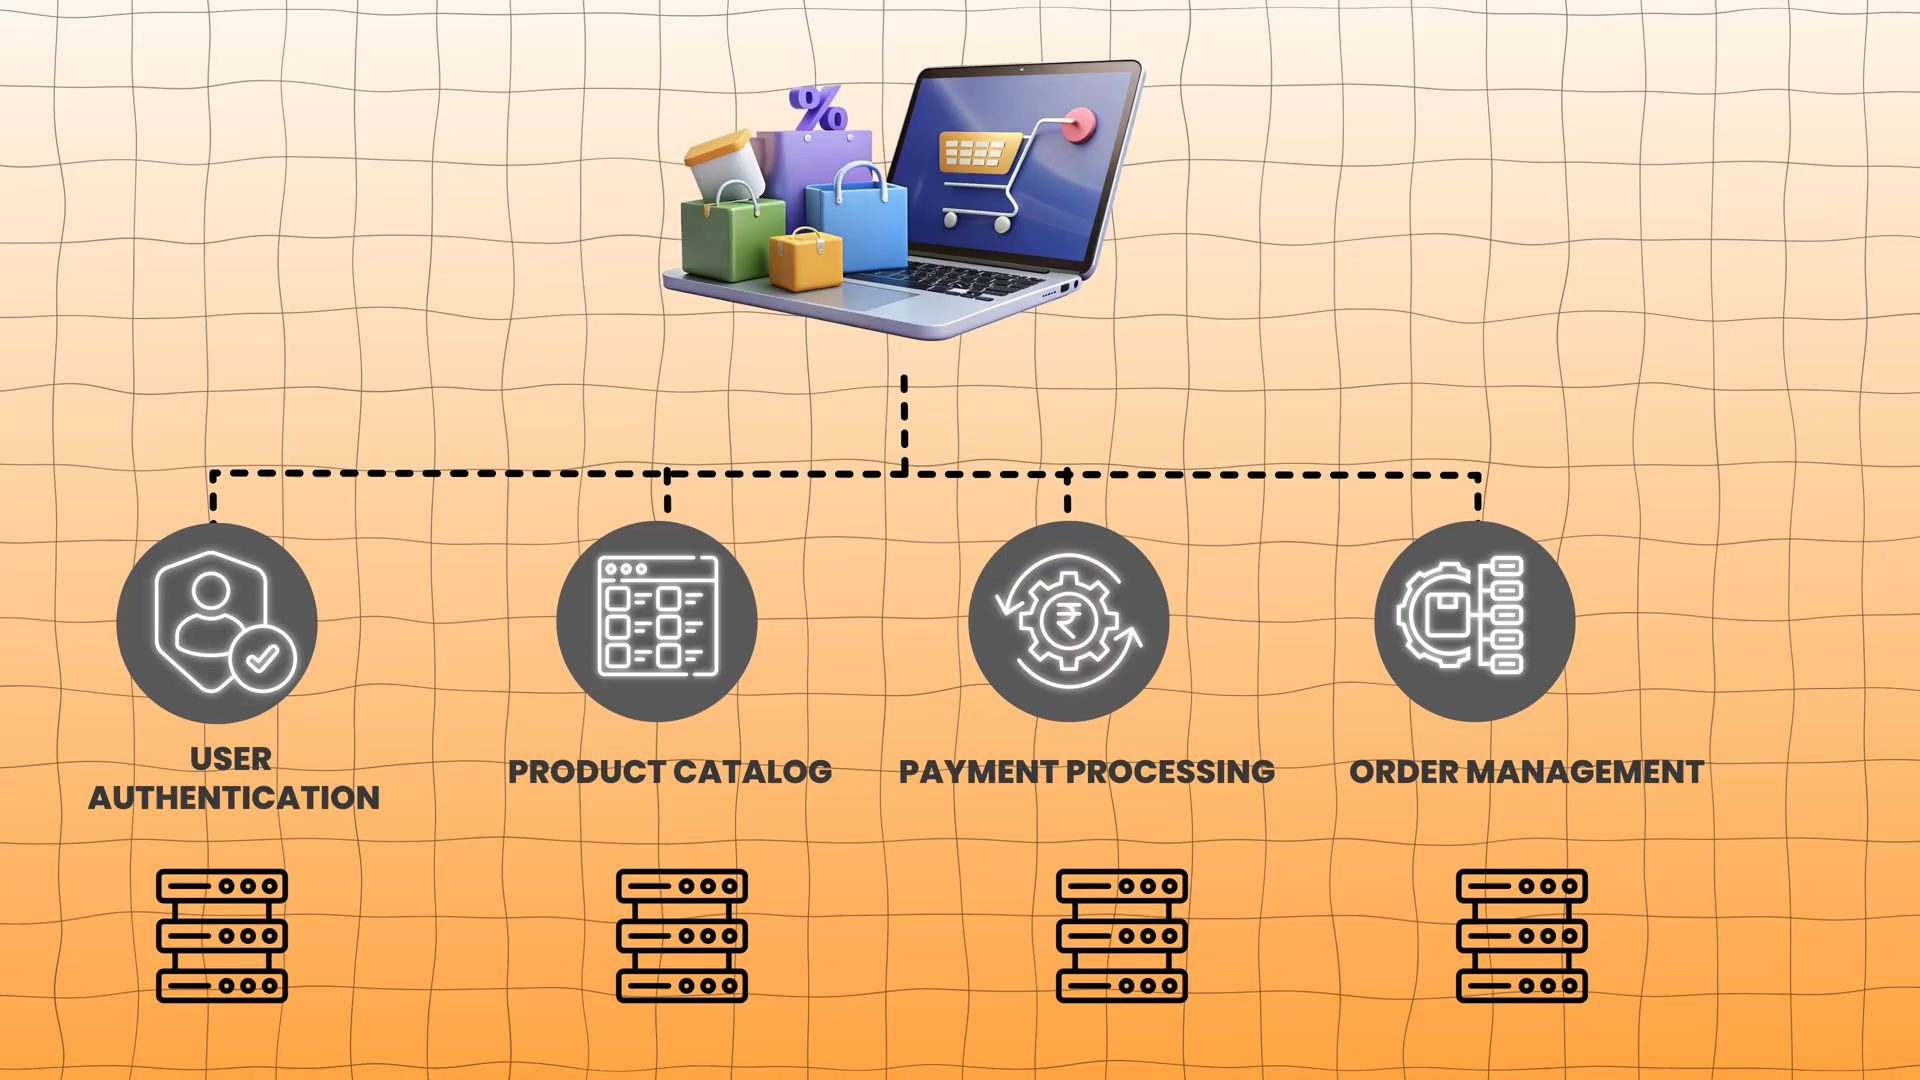 %
USER
AUTHENTICATION
PRODUCT CATALOG
PAYMENT PROCESSING
ORDER MANAGEMENT
₹